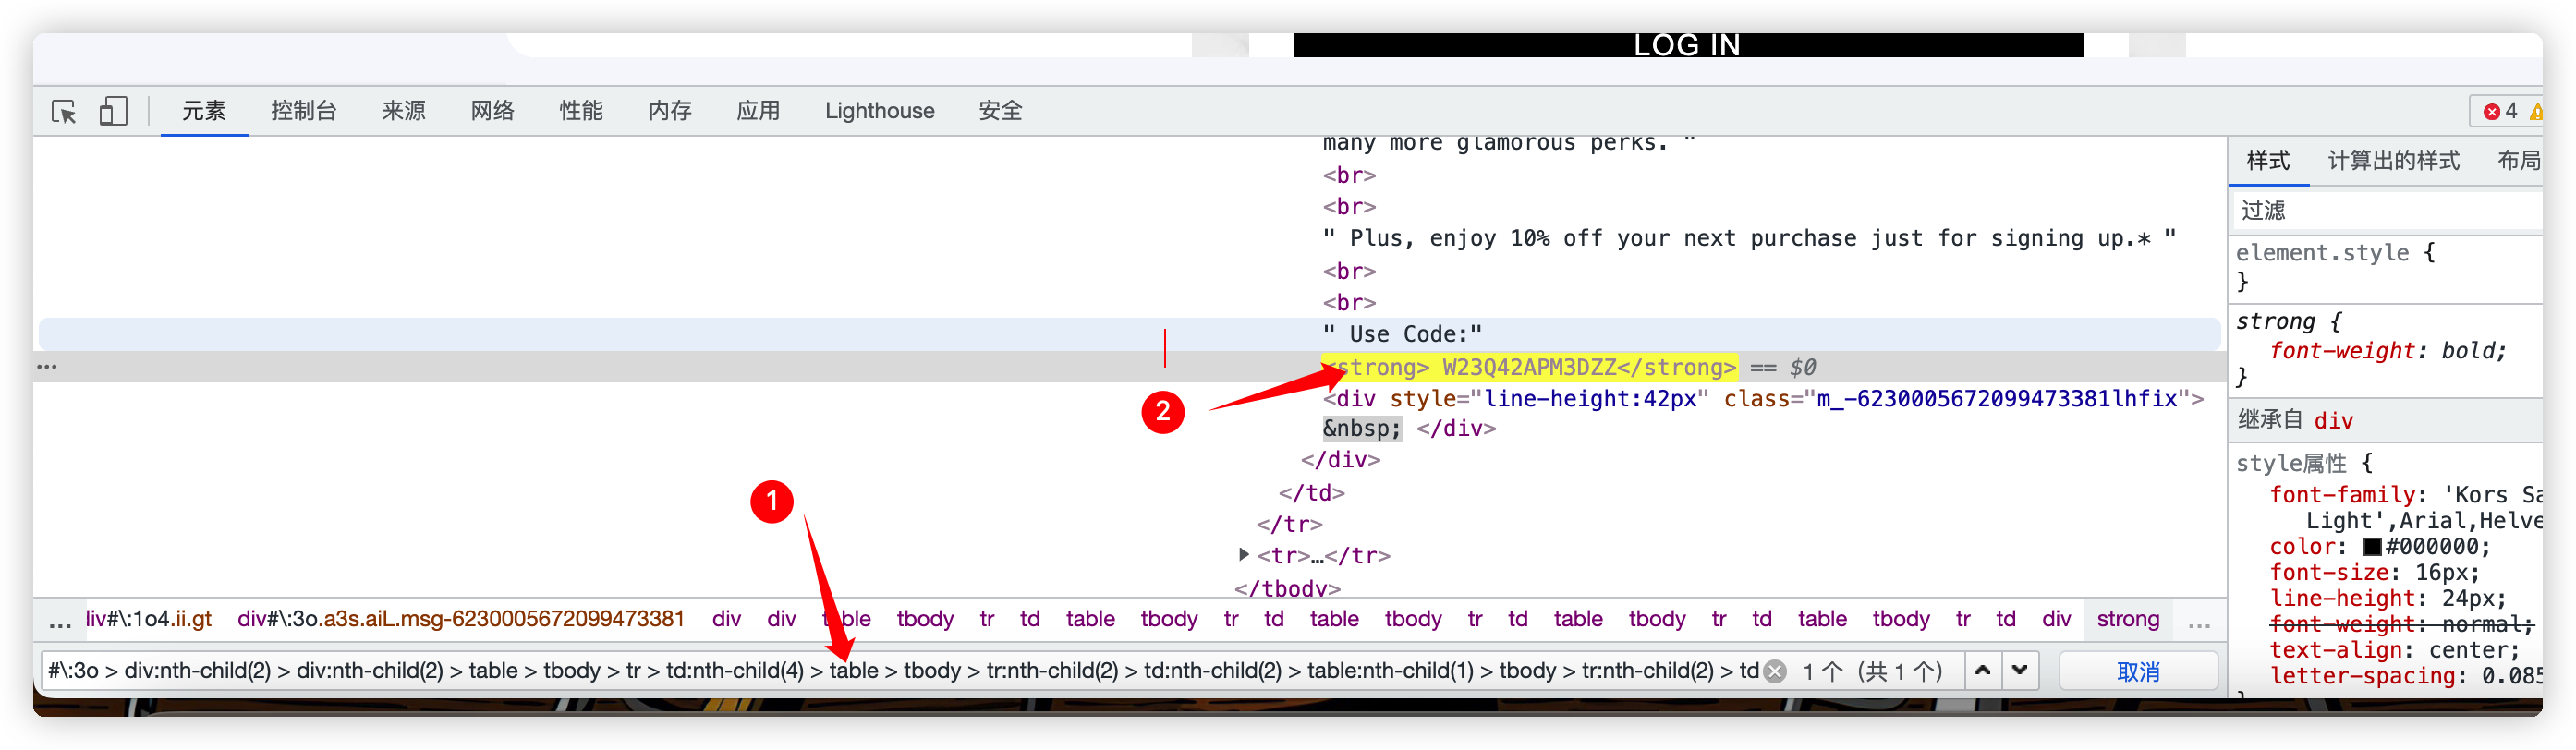 LOG IN
元素 控制台 来源 网络 性能 内存 应用 Lighthouse 安全 4
many more glamorous perks. "
<br>
<br>
" Plus, enjoy 10% off your next purchase just for signing up.* "
<br>
<br>
" Use Code:"
… <strong> W23Q42APM3DZZ</strong> == $0
2
<div style="line-height:42px" class="m_-6230005672099473381lhfix">
&nbsp; </div>
</div>
</td>
1
</tr>
<tr>…</tr>
</tbody>
样式 计算出的样式 布局
过滤
element.style {
}
strong {
font-weight: bold;
}
继承自 div
style属性 {
font-family: 'Kors Sa
Light',Arial,Helve
color: #000000;
font-size: 16px;
line-height: 24px;
font-weight: normal;
text-align: center;
letter-spacing: 0.085
… div#\:1o4.ii.gt div#\:3o.a3s.aiL.msg-6230005672099473381 div div table tbody tr td table tbody tr td table tbody tr td table tbody tr td table tbody tr td div strong …
#\:3o > div:nth-child(2) > div:nth-child(2) > table > tbody > tr > td:nth-child(4) > table > tbody > tr:nth-child(2) > td:nth-child(2) > table:nth-child(1) > tbody > tr:nth-child(2) > td 1 个（共 1 个） 取消